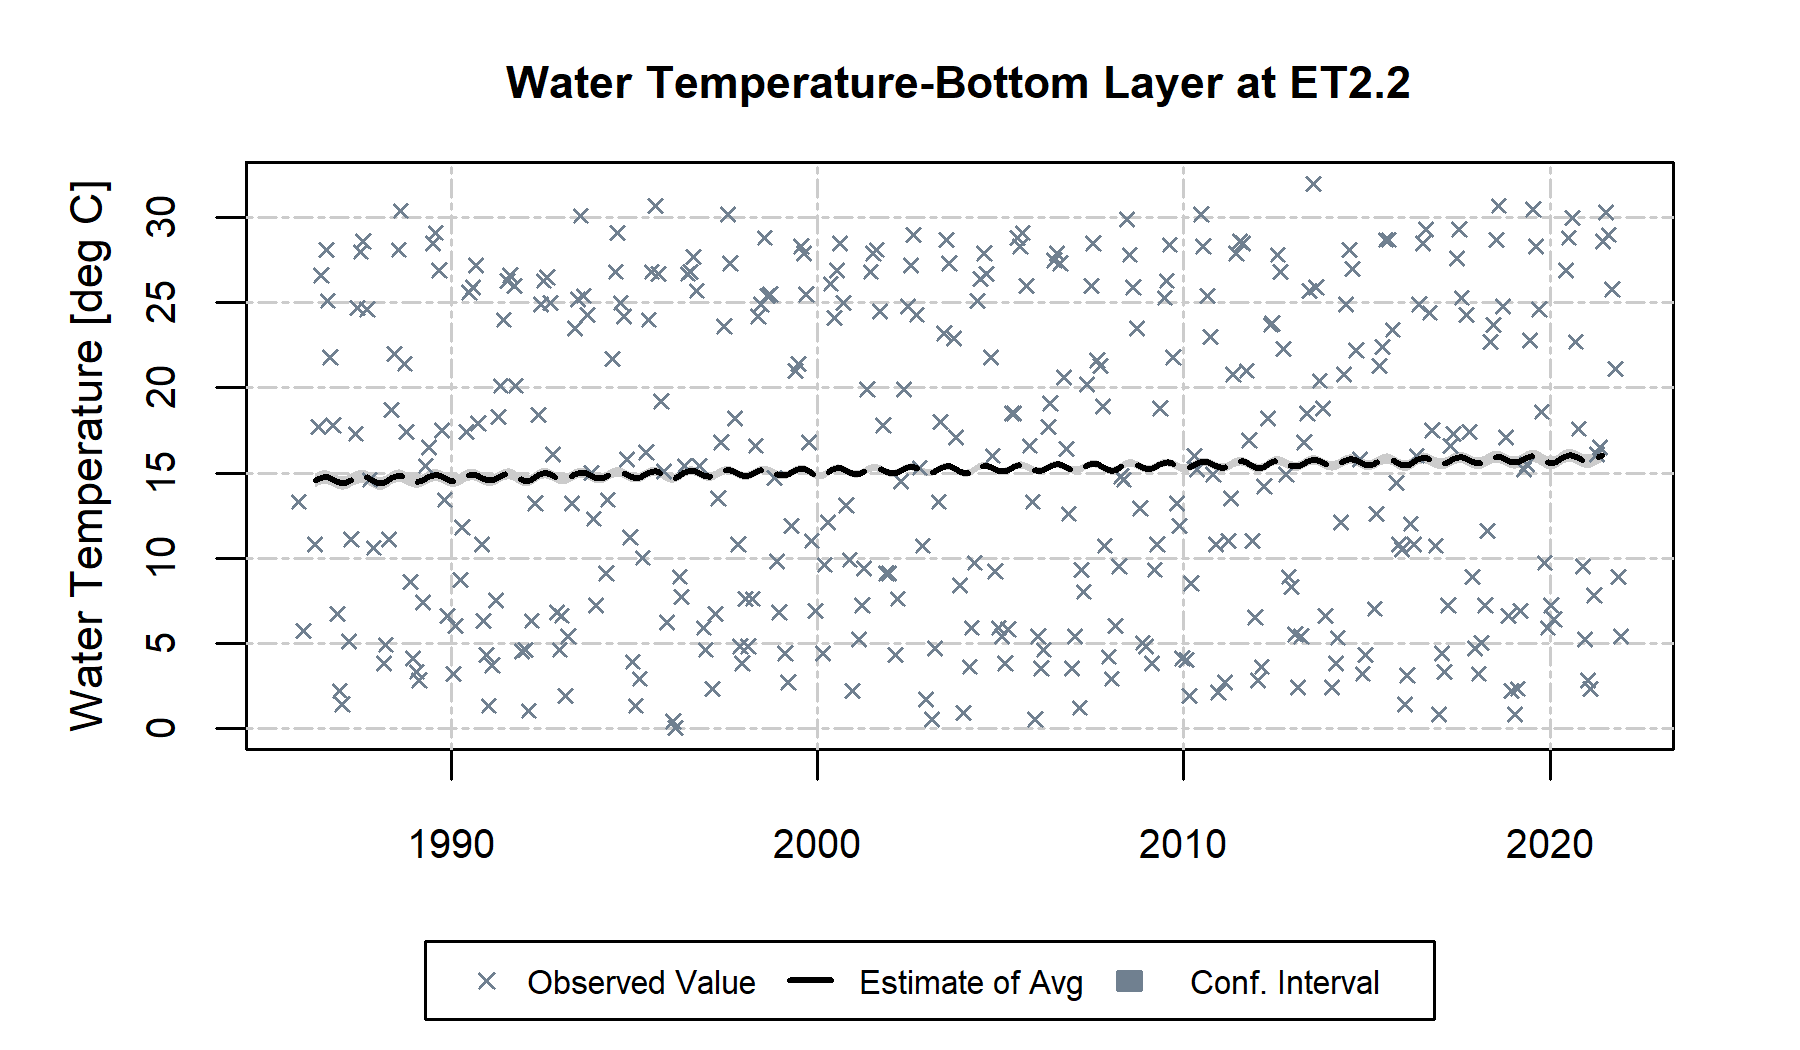 Water Temperature-Bottom Layer at ET2.2
Water Temperature [deg C]
30
25
20
15
10
5
0
1990 2000 2010 2020
Observed Value Estimate of Avg Conf. Interval